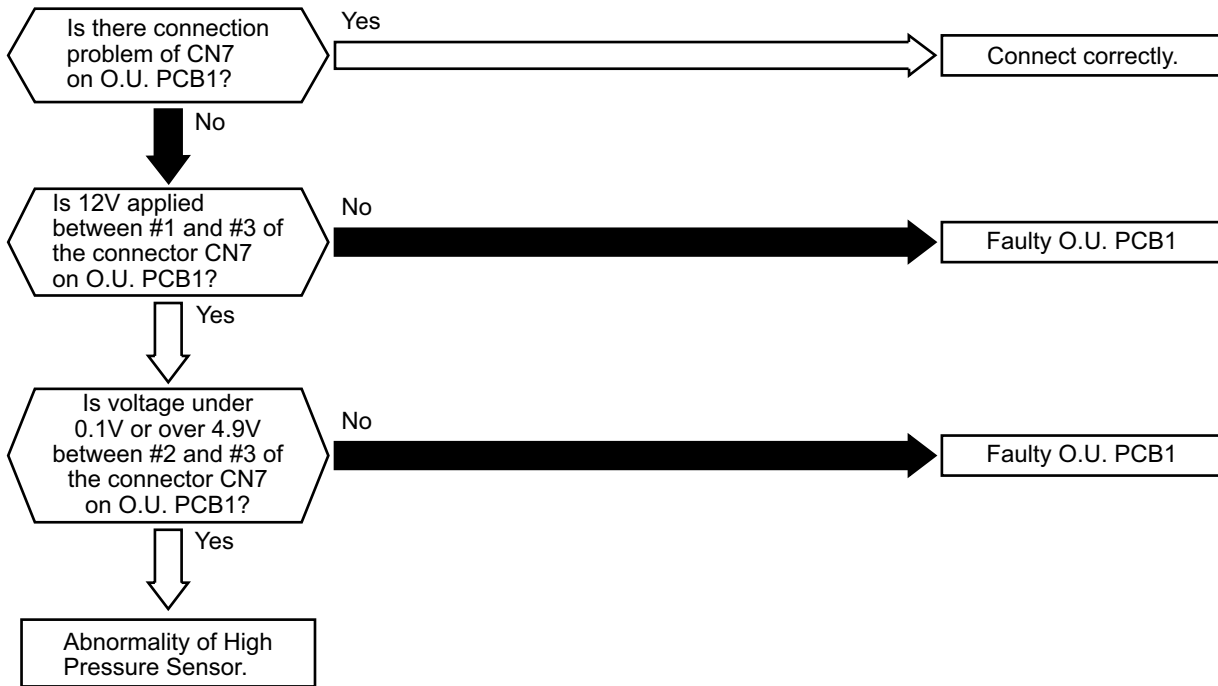 Is there connection
problem of CN7
on O.U. PCB1?
Yes
Connect correctly.
No
Is 12V applied
between #1 and #3 of
the connector CN7
on O.U. PCB1?
No
Faulty O.U. PCB1
Yes
Is voltage under
0.1V or over 4.9V
between #2 and #3 of
the connector CN7
on O.U. PCB1?
No
Faulty O.U. PCB1
Yes
Abnormality of High
Pressure Sensor.